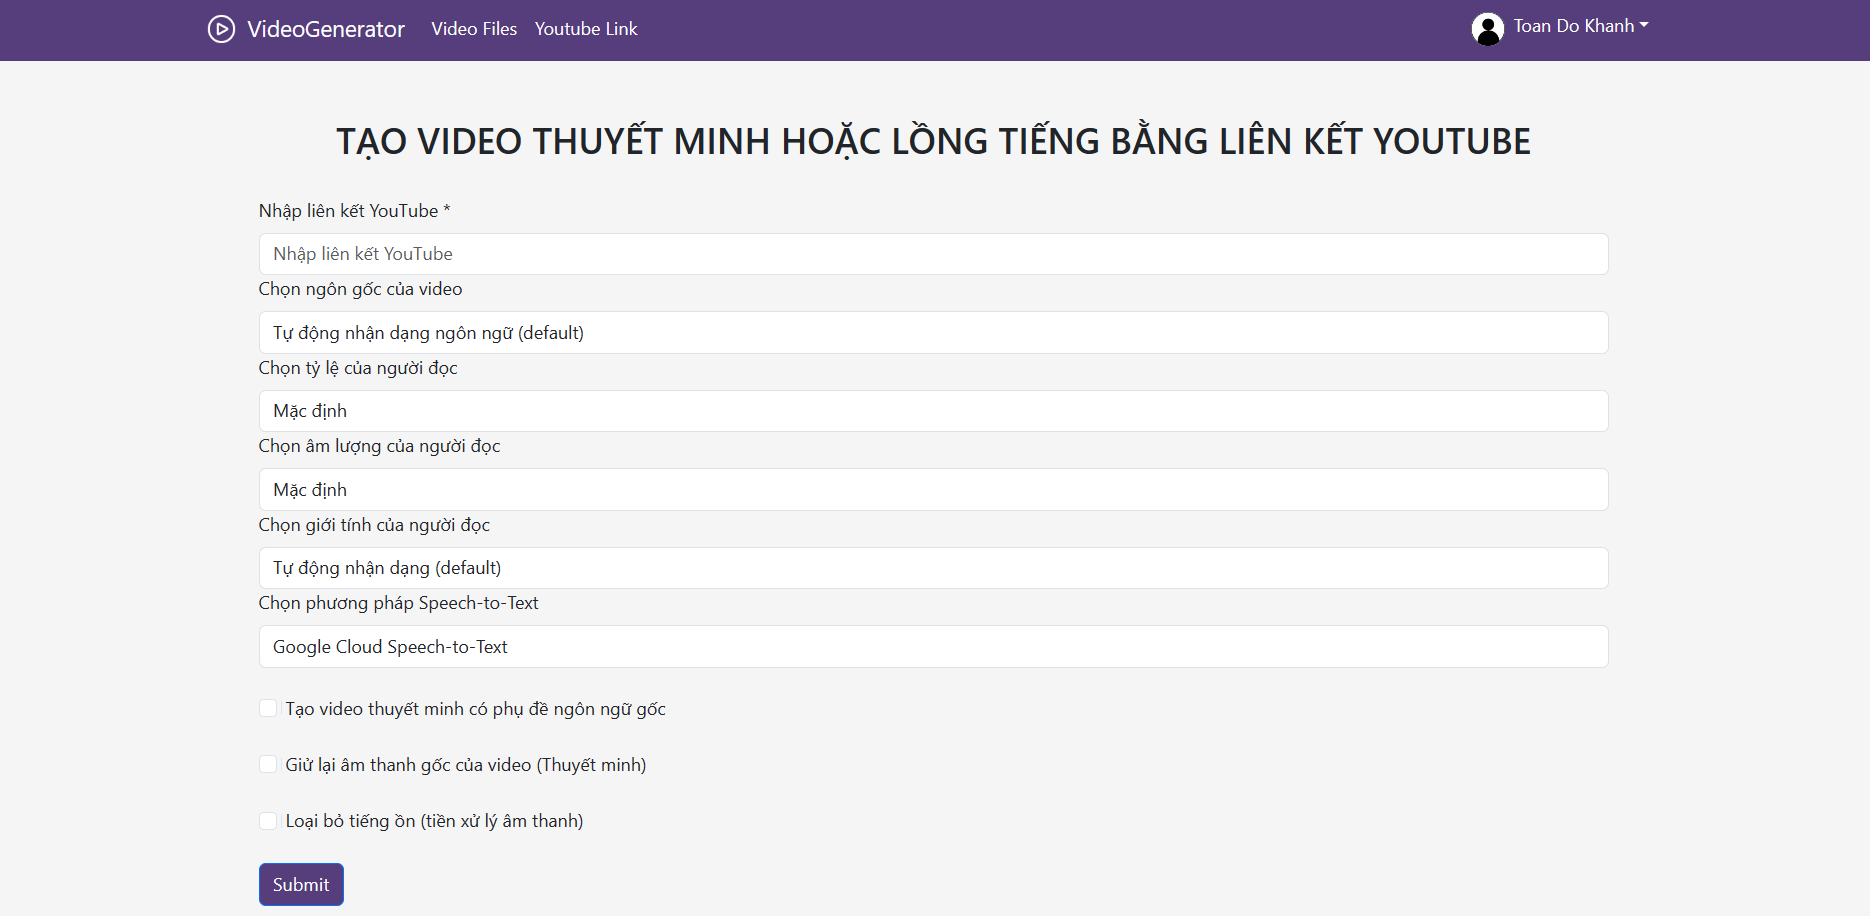 VideoGenerator Video Files Youtube Link Toan Do Khanh
TẠO VIDEO THUYẾT MINH HOẶC LỒNG TIẾNG BẰNG LIÊN KẾT YOUTUBE
Nhập liên kết YouTube *
Nhập liên kết YouTube
Chọn ngôn gốc của video
Tự động nhận dạng ngôn ngữ (default)
Chọn tỷ lệ của người đọc
Mặc định
Chọn âm lượng của người đọc
Mặc định
Chọn giới tính của người đọc
Tự động nhận dạng (default)
Chọn phương pháp Speech-to-Text
Google Cloud Speech-to-Text
Tạo video thuyết minh có phụ đề ngôn ngữ gốc
Giử lại âm thanh gốc của video (Thuyết minh)
Loại bỏ tiếng ồn (tiền xử lý âm thanh)
Submit